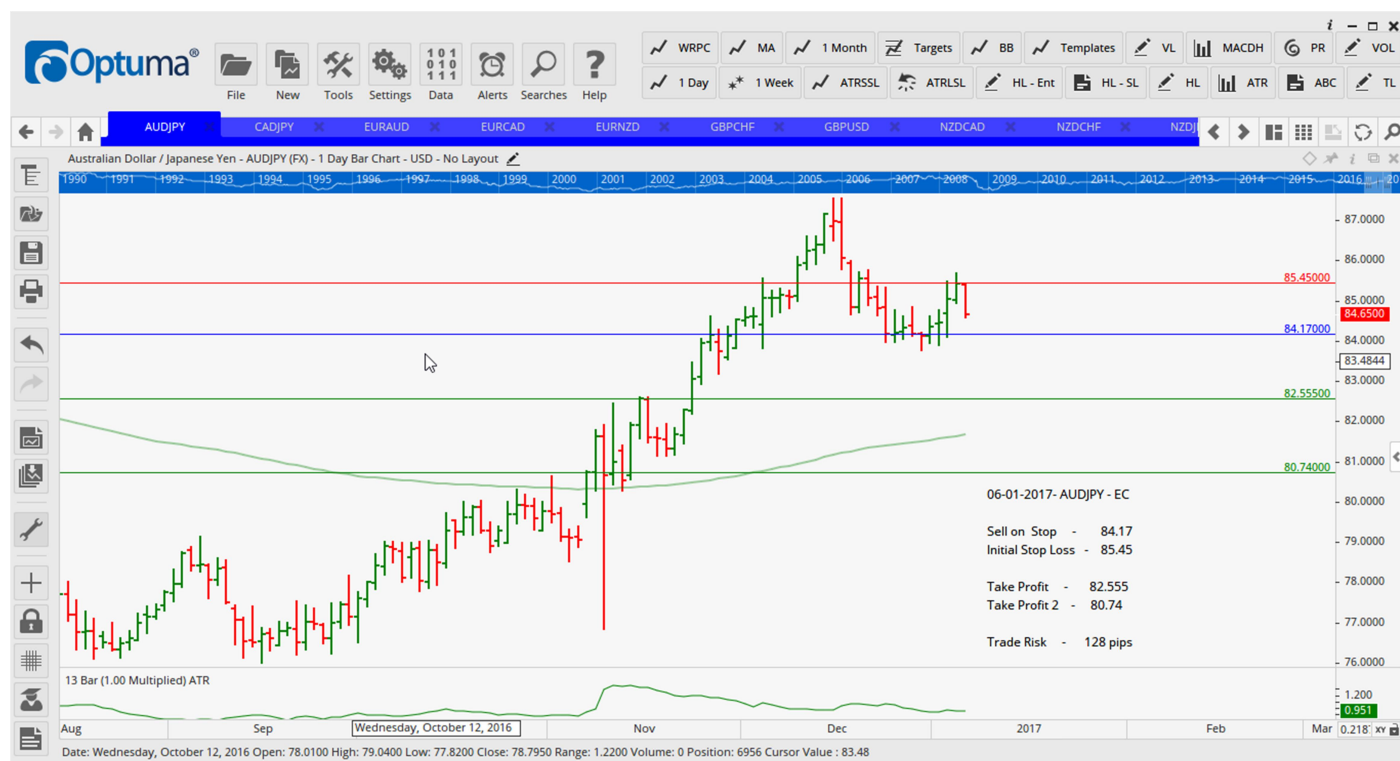 Optuma®
File
New
Tools
Settings
101
010
111
Data
Alerts
Searches
?
Help
i
WRPC
MA
1 Month
Targets
BB
Templates
VL
MACDH
PR
VOL
1 Day
1 Week
ATRSSL
ATRLSL
HL - Ent
HL - SL
HL
ATR
ABC
TL
AUDJPY
CADJPY
EURAUD
EURCAD
EURNZD
GBPCHF
GBPUSD
NZDCAD
NZDCHF
Australian Dollar / Japanese Yen - AUDJPY (FX) - 1 Day Bar Chart - USD - No Layout
1990 1991 1992 1993 1994 1995 1996 1997 1998 1999 2000 2001 2002 2003 2004 2005 2006 2007 2008 2009 2010 2011 2012 2013 2014 2015 2016 20
87.0000
86.0000
85.45000
85.0000
84.6500
84.17000
84.0000
83.4844
83.0000
82.55500
82.0000
81.0000
80.74000
80.0000
79.0000
78.0000
77.0000
76.0000
06-01-2017- AUDJPY - EC
Sell on Stop - 84.17
Initial Stop Loss - 85.45
Take Profit - 82.555
Take Profit 2 - 80.74
Trade Risk - 128 pips
13 Bar (1.00 Multiplied) ATR
1.200
0.951
Aug Sep Wednesday, October 12, 2016 Nov Dec 2017 Feb Mar 0.218 XY
Date: Wednesday, October 12, 2016 Open: 78.0100 High: 79.0400 Low: 77.8200 Close: 78.7950 Range: 1.2200 Volume: 0 Position: 6956 Cursor Value : 83.48